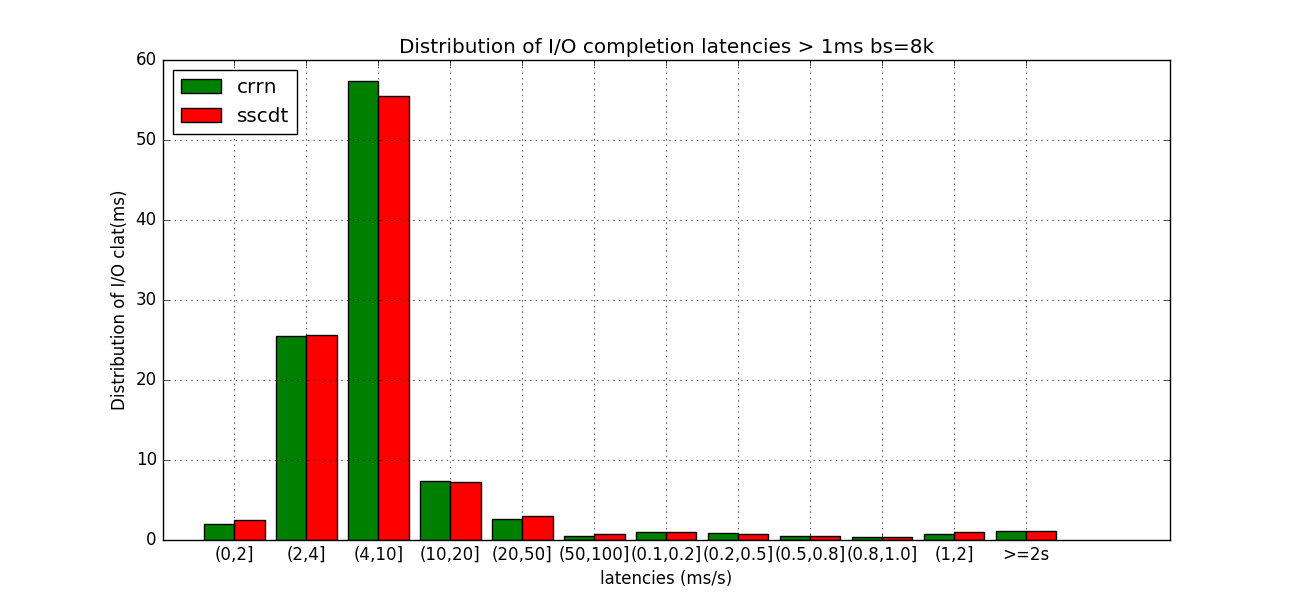 Distribution of I/O completion latencies > 1ms bs=8k
60
50
40
30
20
10
0
crrn
sscdt
Distribution of I/O clat(ms)
(0,2] (2,4] (4,10] (10,20] (20,50] (50,100] (0.1,0.2] (0.2,0.5] (0.5,0.8] (0.8,1.0] (1,2] >=2s
latencies (ms/s)